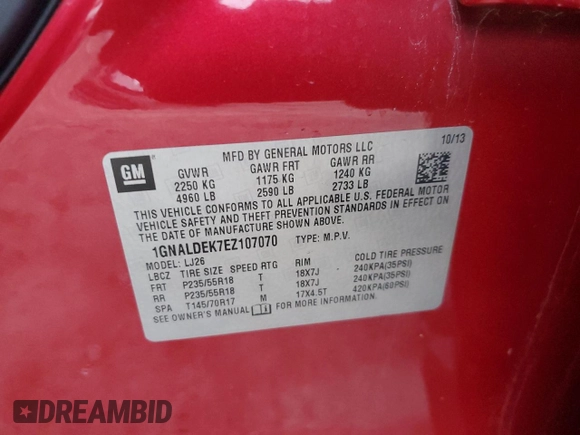 10/13
MFD BY GENERAL MOTORS LLC
GM
GVWR GAWR FRT GAWR RR
2250 KG 1175 KG 1240 KG
4960 LB 2590 LB 2733 LB
THIS VEHICLE CONFORMS TO ALL APPLICABLE U.S. FEDERAL MOTOR
VEHICLE SAFETY AND THEFT PREVENTION STANDARDS IN EFFECT ON
THE DATE OF MANUFACTURE SHOWN ABOVE.
1GNALDEK7EZ107070 TYPE: M.P.V.
MODEL: LJ26
LBCZ TIRE SIZE SPEED RTG RIM COLD TIRE PRESSURE
FRT P235/55R18 T 18X7J 240KPA(35PSI)
RR P235/55R18 T 18X7J 240KPA(35PSI)
SPA T145/70R17 M 17X4.5T 420KPA(60PSI)
SEE OWNER'S MANUAL FOR MORE INFORMATION.
DREAMBID